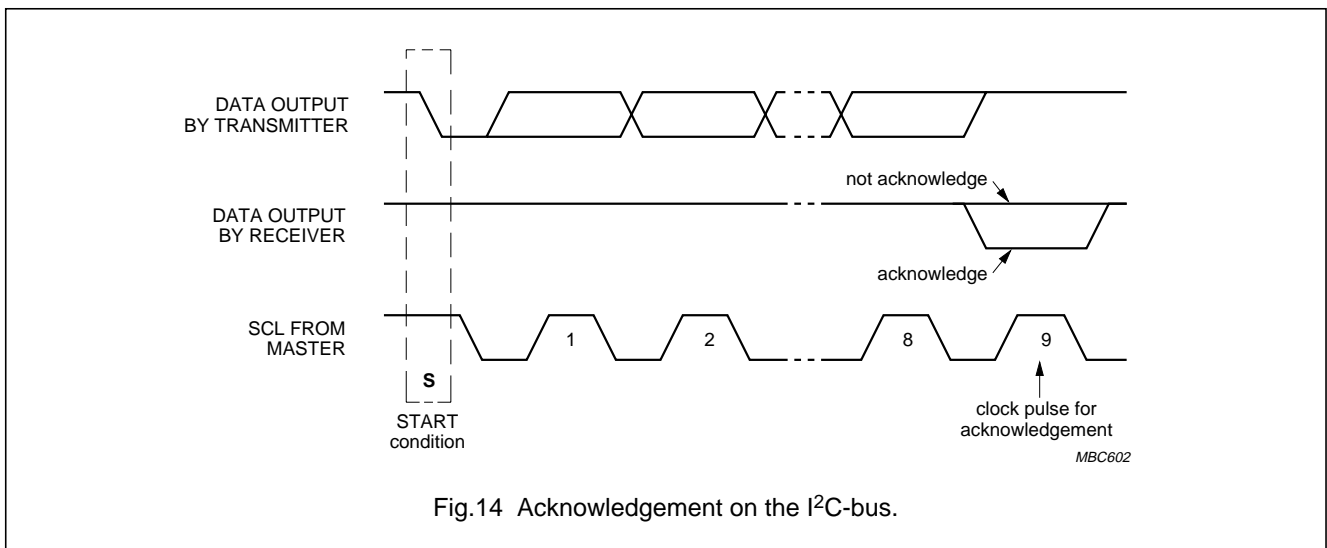 DATA OUTPUT
BY TRANSMITTER
not acknowledge
DATA OUTPUT
BY RECEIVER
acknowledge
SCL FROM
MASTER
1
2
8
9
S
START
condition
clock pulse for
acknowledgement
MBC602
Fig.14 Acknowledgement on the I²C-bus.